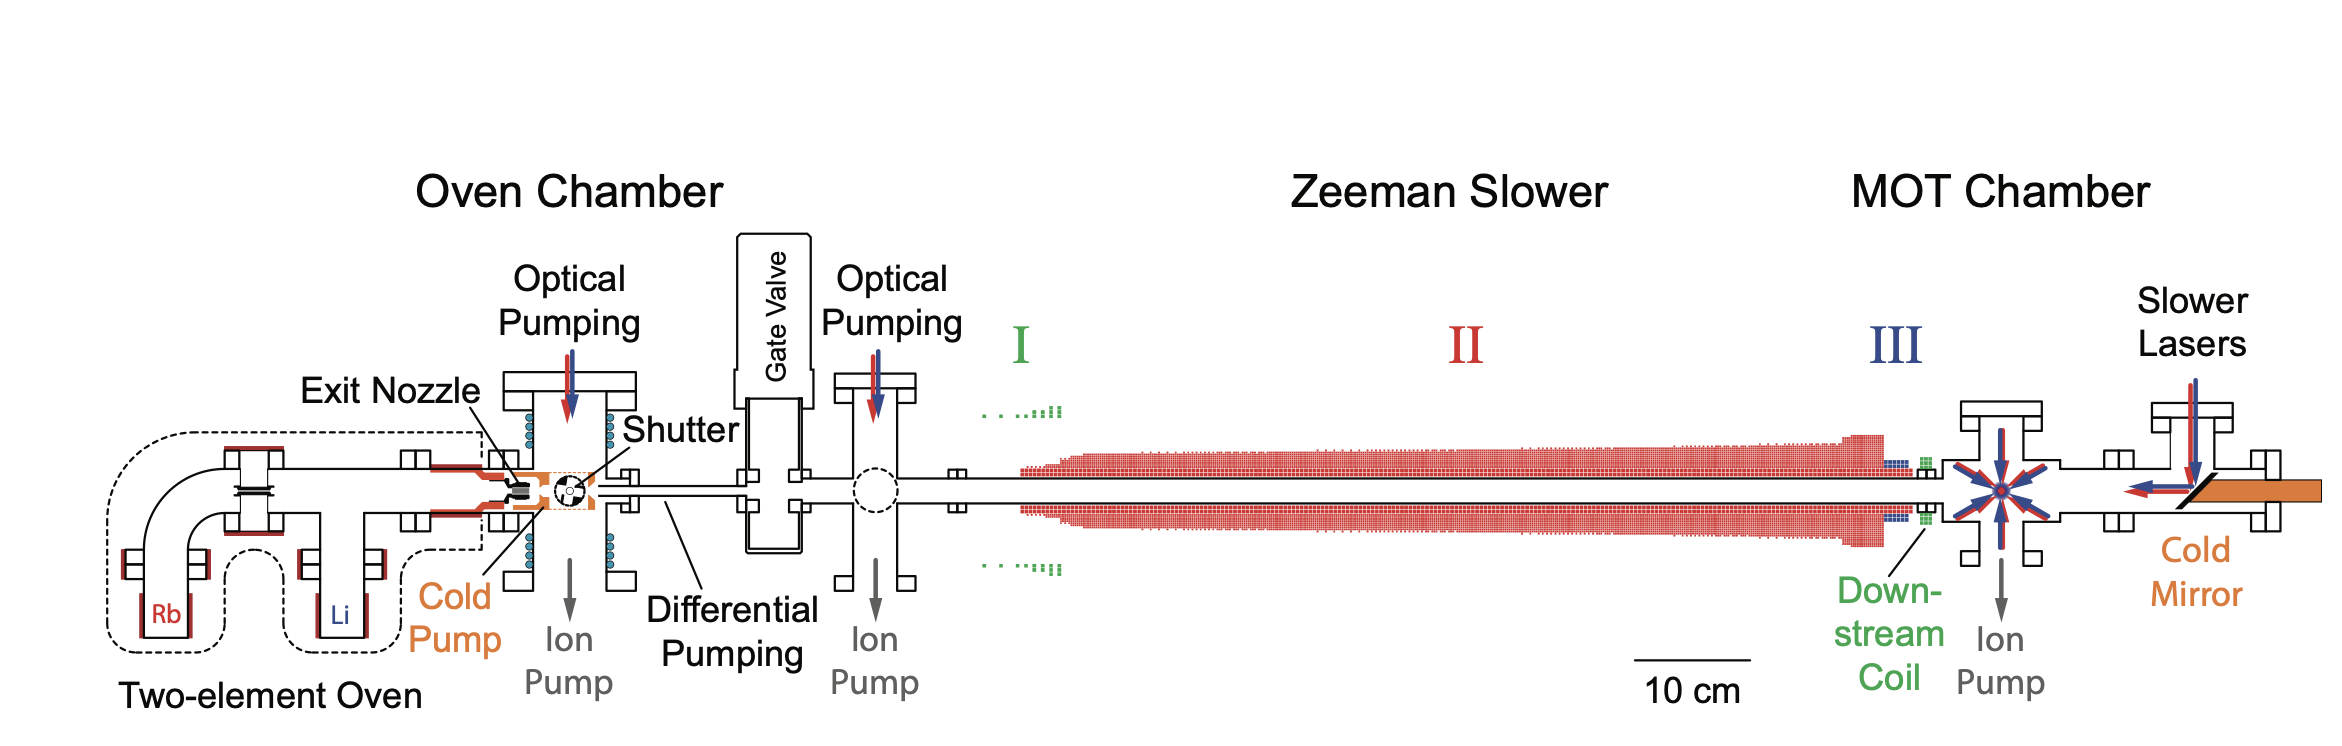 Oven Chamber
Zeeman Slower
MOT Chamber
Optical
Pumping
Gate Valve
Optical
Pumping
I
II
III
Slower
Lasers
Exit Nozzle
Shutter
Rb
Li
Cold
Pump
Ion
Pump
Differential
Pumping
Ion
Pump
Down-
stream
Coil
Ion
Pump
Cold
Mirror
10 cm
Two-element Oven